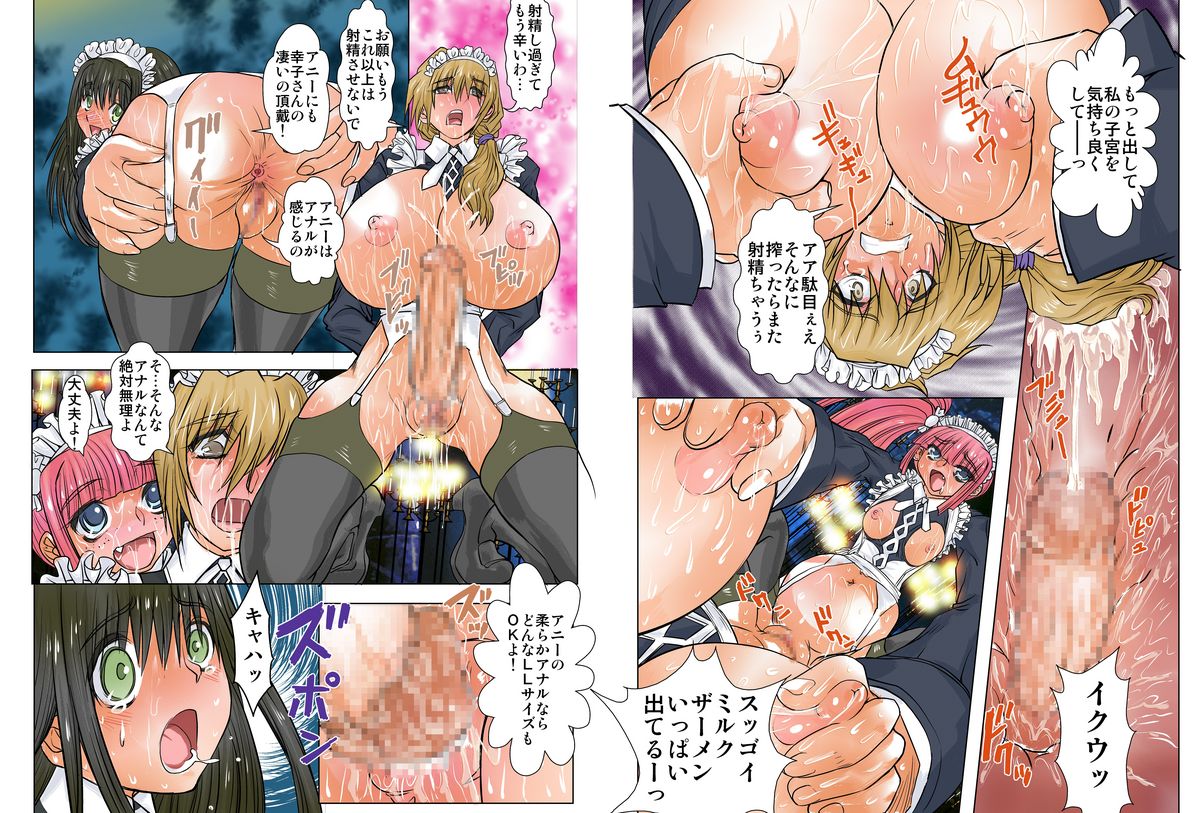 もっと出して
私の子宮を
気持ち良く
して――っ
ムギュウ
ギュギュ
ギュ―
アア駄目ぇえ
そんなに
搾ったらまた
射精ちゃうぅ
ブヂュー
ドピュ
ドクッ
イクウッ
ドクン
ドクン
スッゴイ
ミルク
ザーメン
いっぱい
出てるーっ
射精し過ぎて
もう辛いわ…
お願いもう
これ以上は
射精させないで
アニーにも
幸子さんの
凄いの頂戴！
グィィー
アニーは
アナルが
感じるの
ドピッ
ブピッ
そ…そんな
アナルなんて
絶対無理よ
大丈夫よ！
アニーの
柔らかアナルなら
どんなLLサイズも
OKよ！
ズッ
ズッ
ズポン
キャハッ